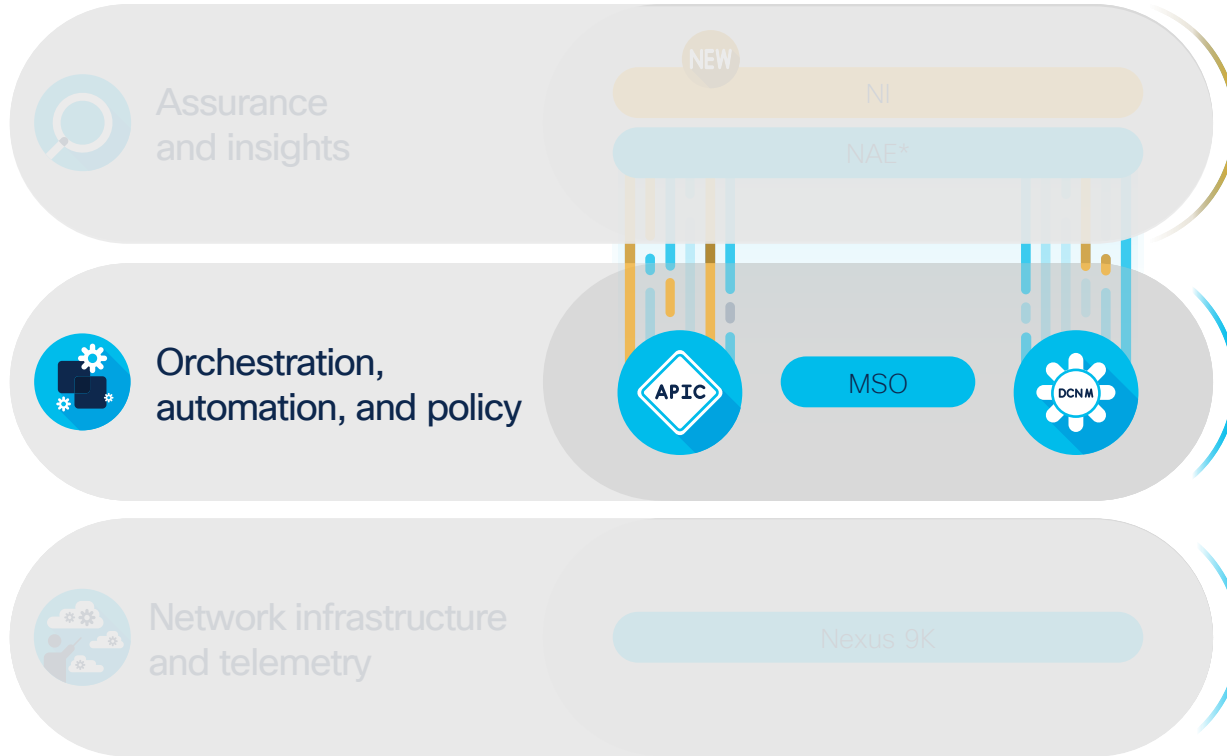 NEW
Assurance
and insights
NI
NAE*
Orchestration,
automation, and policy
APIC
MSO
DCNM
Network infrastructure
and telemetry
Nexus 9K